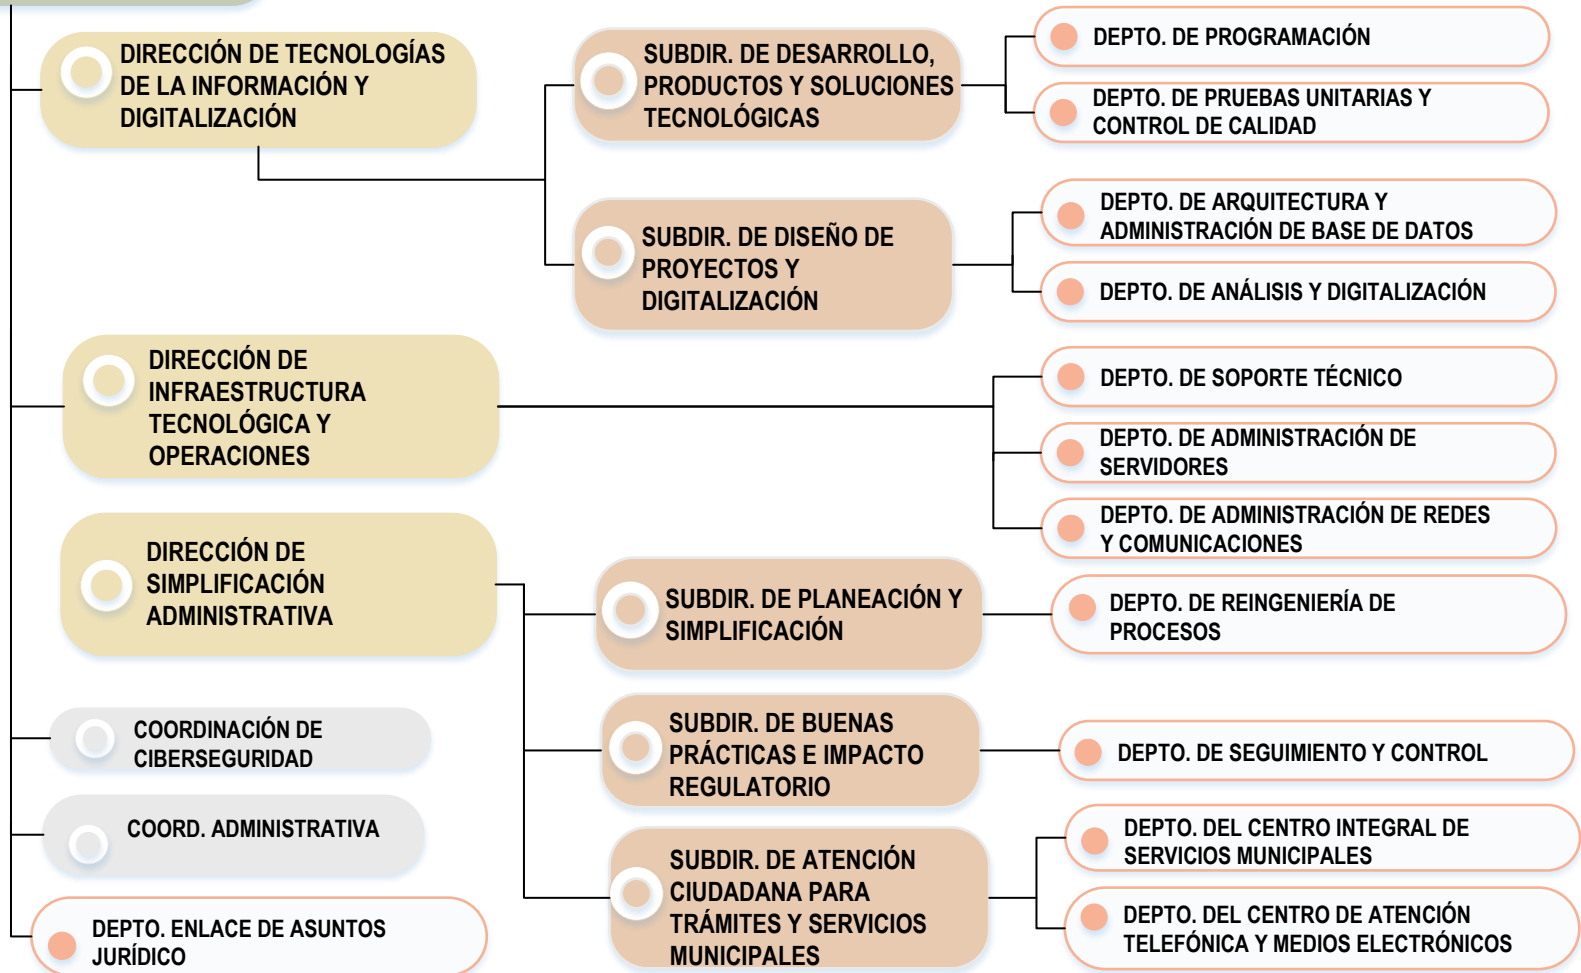 DIRECCIÓN DE TECNOLOGÍAS
DE LA INFORMACIÓN Y
DIGITALIZACIÓN
SUBDIR. DE DESARROLLO,
PRODUCTOS Y SOLUCIONES
TECNOLÓGICAS
DEPTO. DE PROGRAMACIÓN
DEPTO. DE PRUEBAS UNITARIAS Y
CONTROL DE CALIDAD
SUBDIR. DE DISEÑO DE
PROYECTOS Y
DIGITALIZACIÓN
DEPTO. DE ARQUITECTURA Y
ADMINISTRACIÓN DE BASE DE DATOS
DEPTO. DE ANÁLISIS Y DIGITALIZACIÓN
DIRECCIÓN DE
INFRAESTRUCTURA
TECNOLÓGICA Y
OPERACIONES
DEPTO. DE SOPORTE TÉCNICO
DEPTO. DE ADMINISTRACIÓN DE
SERVIDORES
DEPTO. DE ADMINISTRACIÓN DE REDES
Y COMUNICACIONES
DIRECCIÓN DE
SIMPLIFICACIÓN
ADMINISTRATIVA
SUBDIR. DE PLANEACIÓN Y
SIMPLIFICACIÓN
DEPTO. DE REINGENIERÍA DE
PROCESOS
SUBDIR. DE BUENAS
PRÁCTICAS E IMPACTO
REGULATORIO
DEPTO. DE SEGUIMIENTO Y CONTROL
SUBDIR. DE ATENCIÓN
CIUDADANA PARA
TRÁMITES Y SERVICIOS
MUNICIPALES
DEPTO. DEL CENTRO INTEGRAL DE
SERVICIOS MUNICIPALES
DEPTO. DEL CENTRO DE ATENCIÓN
TELEFÓNICA Y MEDIOS ELECTRÓNICOS
COORDINACIÓN DE
CIBERSEGURIDAD
COORD. ADMINISTRATIVA
DEPTO. ENLACE DE ASUNTOS
JURÍDICO